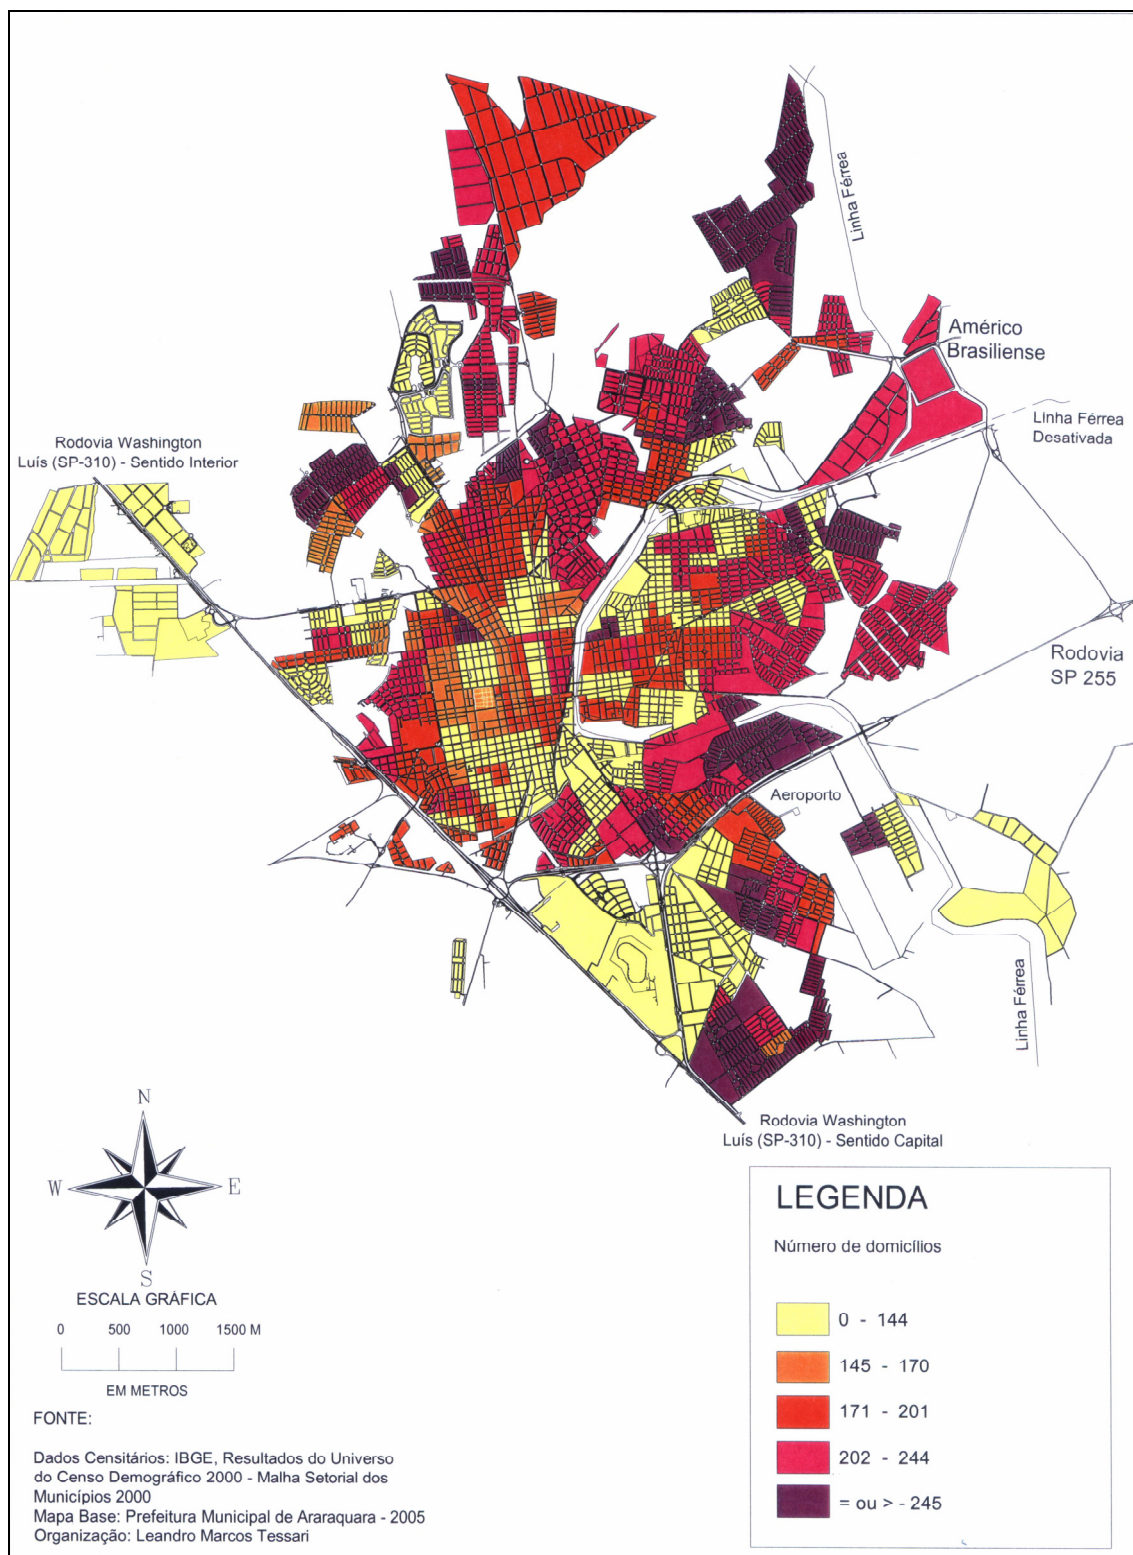 Linha Férrea
Américo
Brasiliense
Linha Férrea
Desativada
Rodovia Washington
Luís (SP-310) - Sentido Interior
Rodovia
SP 255
Aeroporto
Linha Férrea
Rodovia Washington
Luís (SP-310) - Sentido Capital
N
W
E
S
ESCALA GRÁFICA
0 500 1000 1500 M
EM METROS
FONTE:
Dados Censitários: IBGE, Resultados do Universo
do Censo Demográfico 2000 - Malha Setorial dos
Municípios 2000
Mapa Base: Prefeitura Municipal de Araraquara - 2005
Organização: Leandro Marcos Tessari
LEGENDA
Número de domicílios
0 - 144
145 - 170
171 - 201
202 - 244
= ou > - 245